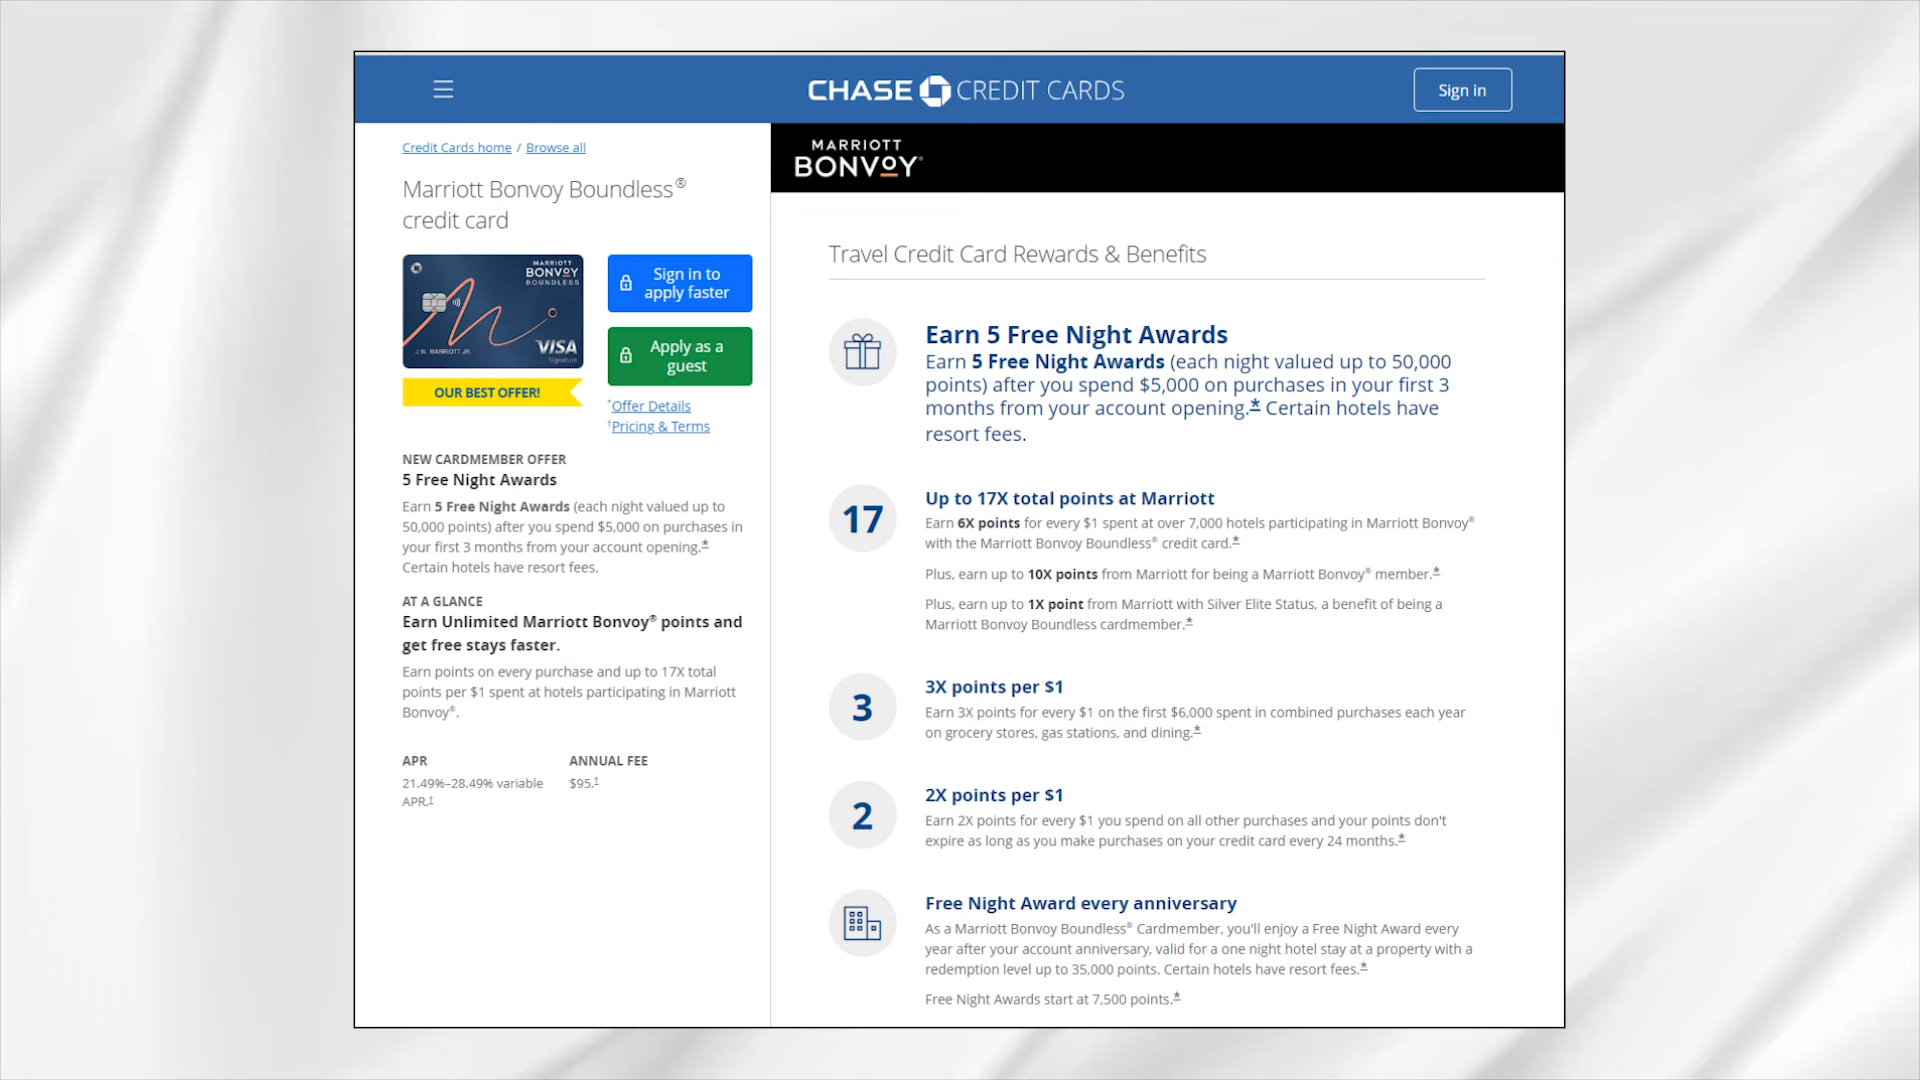 CHASE CREDIT CARDS
Sign in
Credit Cards home / Browse all
Marriott Bonvoy Boundless®
credit card
MARRIOTT
BONVOY
BOUNDLESS
J.W. MARRIOTT JR.
VISA
Signature
OUR BEST OFFER!
Sign in to
apply faster
Apply as a
guest
*Offer Details
†Pricing & Terms
NEW CARDMEMBER OFFER
5 Free Night Awards
Earn 5 Free Night Awards (each night valued up to
50,000 points) after you spend $5,000 on purchases in
your first 3 months from your account opening.*
Certain hotels have resort fees.
AT A GLANCE
Earn Unlimited Marriott Bonvoy® points and
get free stays faster.
Earn points on every purchase and up to 17X total
points per $1 spent at hotels participating in Marriott
Bonvoy®.
APR
21.49%–28.49% variable
APR.†
ANNUAL FEE
$95.†
MARRIOTT
BONVOY®
Travel Credit Card Rewards & Benefits
Earn 5 Free Night Awards
Earn 5 Free Night Awards (each night valued up to 50,000
points) after you spend $5,000 on purchases in your first 3
months from your account opening.* Certain hotels have
resort fees.
17
Up to 17X total points at Marriott
Earn 6X points for every $1 spent at over 7,000 hotels participating in Marriott Bonvoy®
with the Marriott Bonvoy Boundless® credit card.*
Plus, earn up to 10X points from Marriott for being a Marriott Bonvoy® member.*
Plus, earn up to 1X point from Marriott with Silver Elite Status, a benefit of being a
Marriott Bonvoy Boundless cardmember.*
3
3X points per $1
Earn 3X points for every $1 on the first $6,000 spent in combined purchases each year
on grocery stores, gas stations, and dining.*
2
2X points per $1
Earn 2X points for every $1 you spend on all other purchases and your points don't
expire as long as you make purchases on your credit card every 24 months.*
Free Night Award every anniversary
As a Marriott Bonvoy Boundless® Cardmember, you'll enjoy a Free Night Award every
year after your account anniversary, valid for a one night hotel stay at a property with a
redemption level up to 35,000 points. Certain hotels have resort fees.*
Free Night Awards start at 7,500 points.*